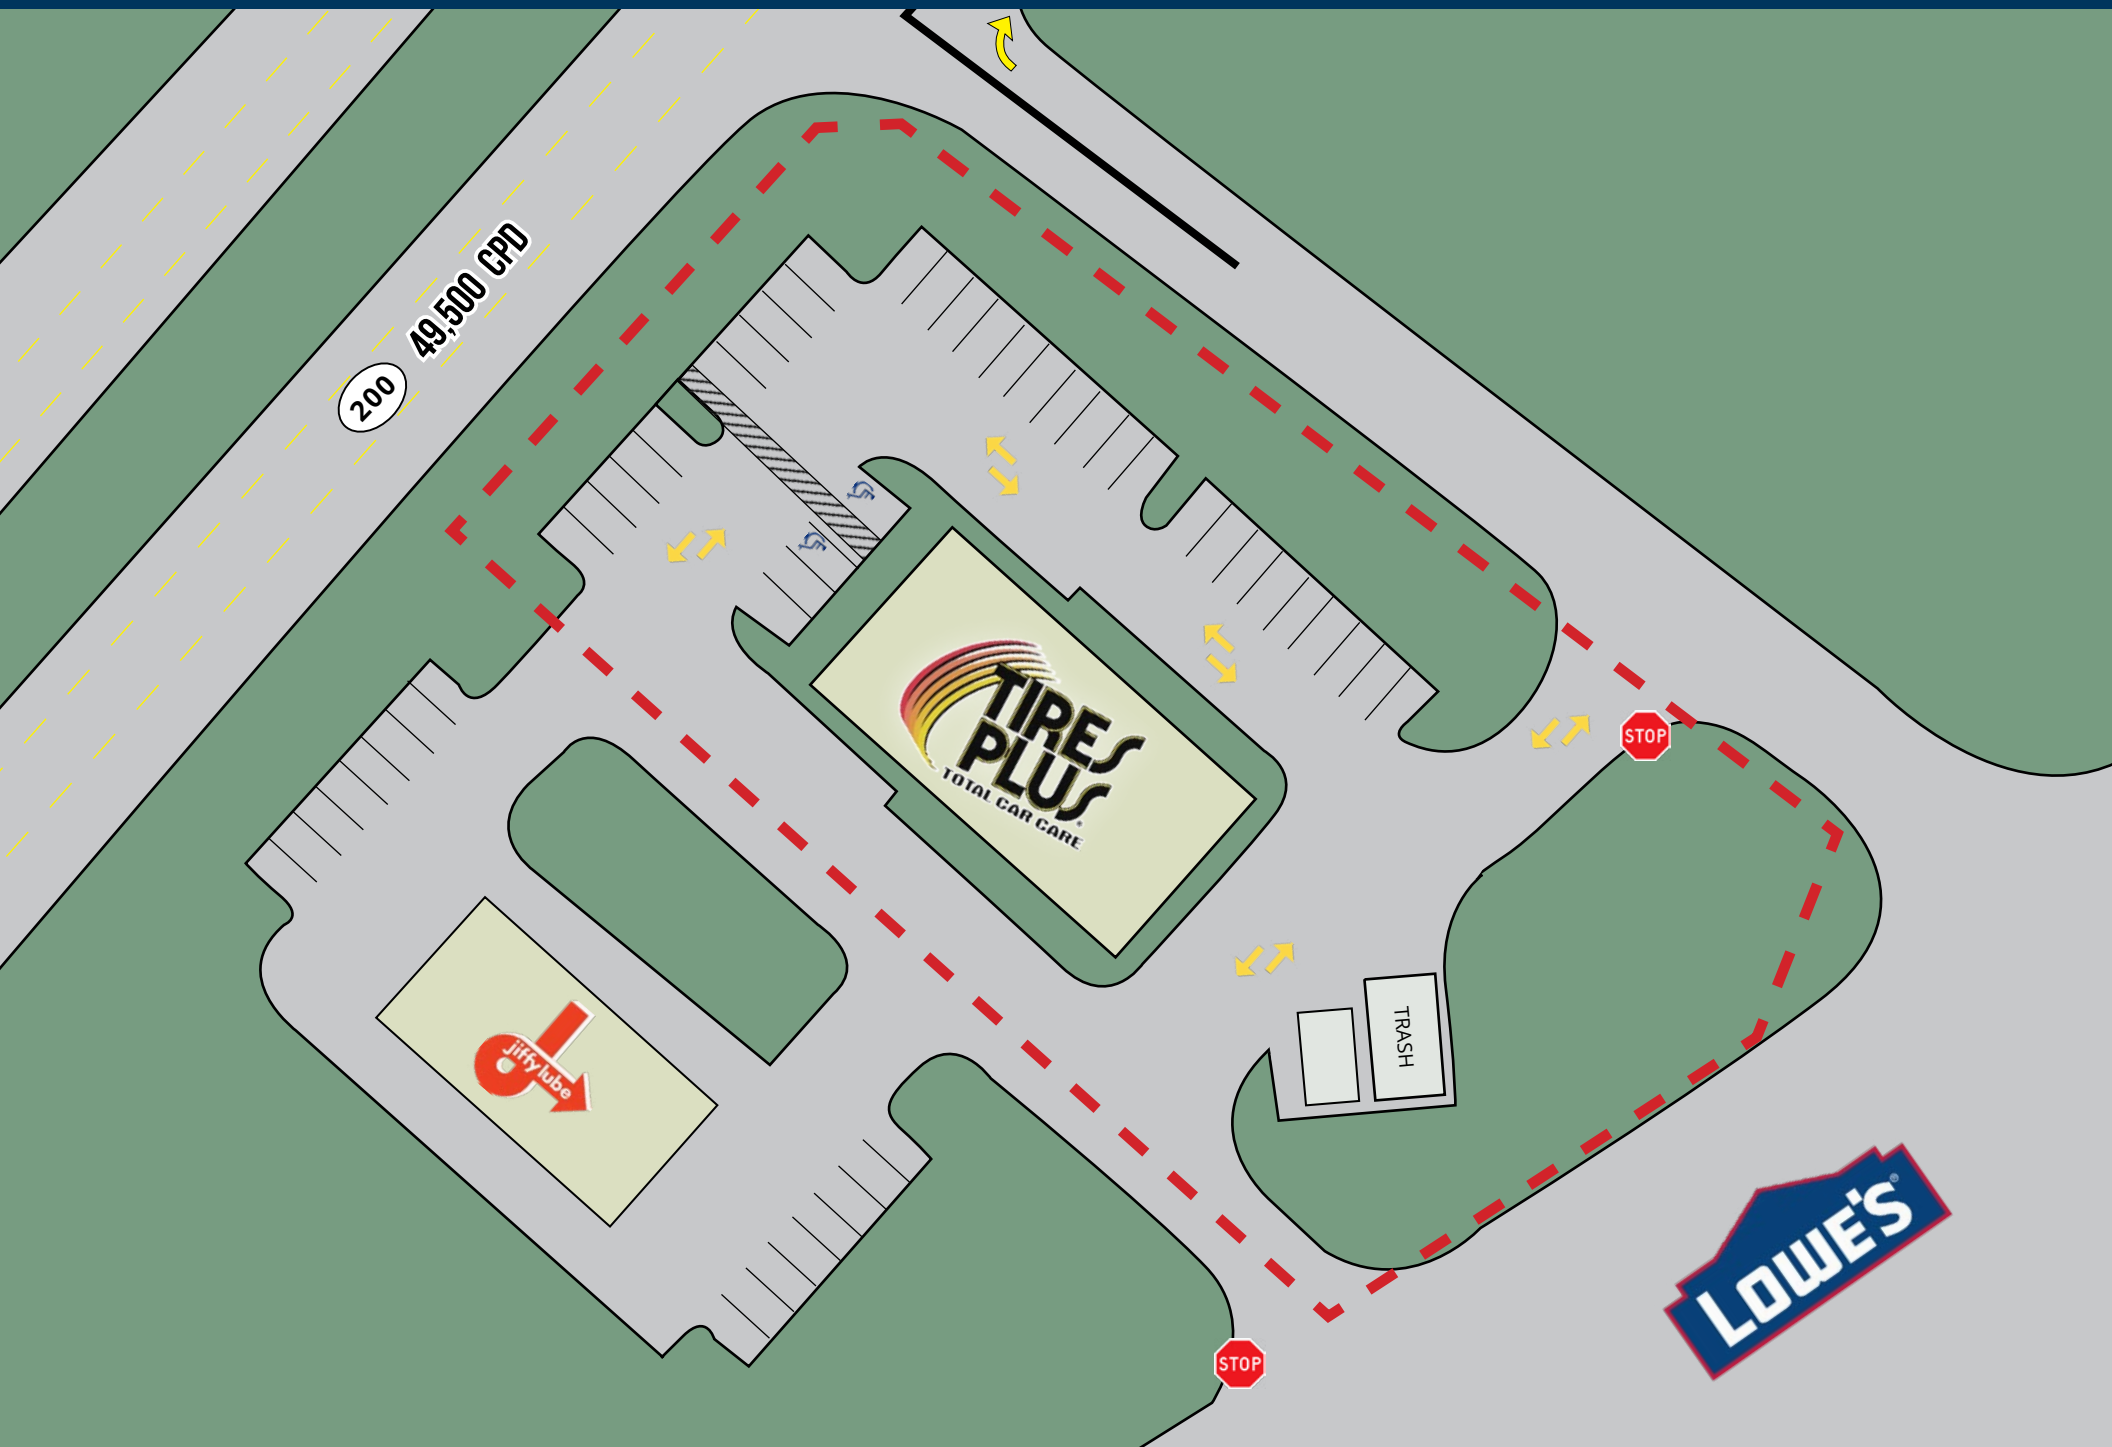 49,500 CPD
200
TIRES
PLUS
TOTAL CAR CARE
STOP
TRASH
jiffy lube
LOWE'S
STOP